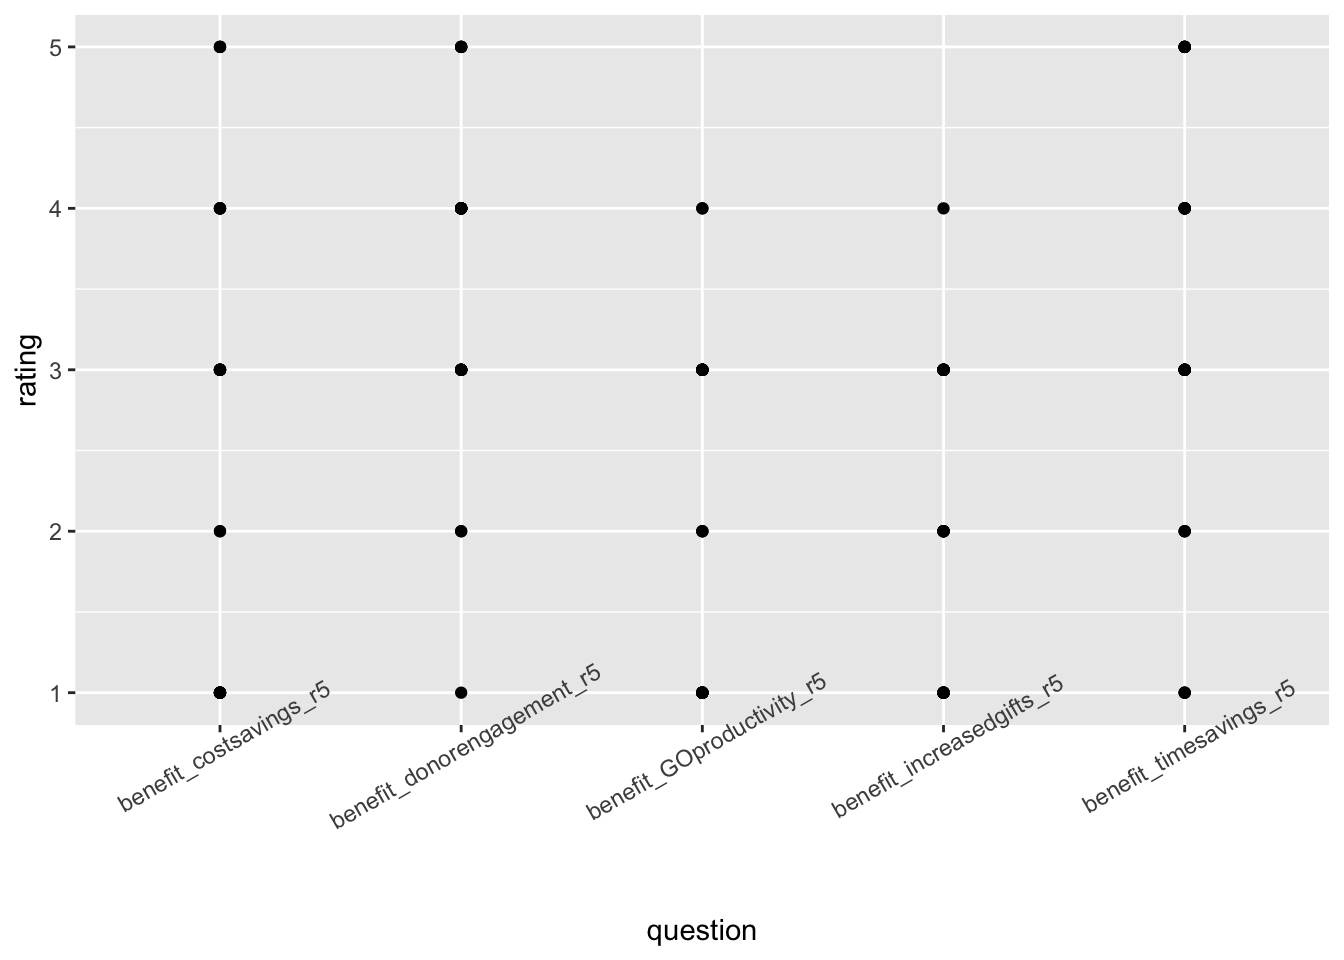 5
4
3
2
1
rating
benefit_costsavings_r5
benefit_donorengagement_r5
benefit_GOproductivity_r5
benefit_increasedgifts_r5
benefit_timesavings_r5
question